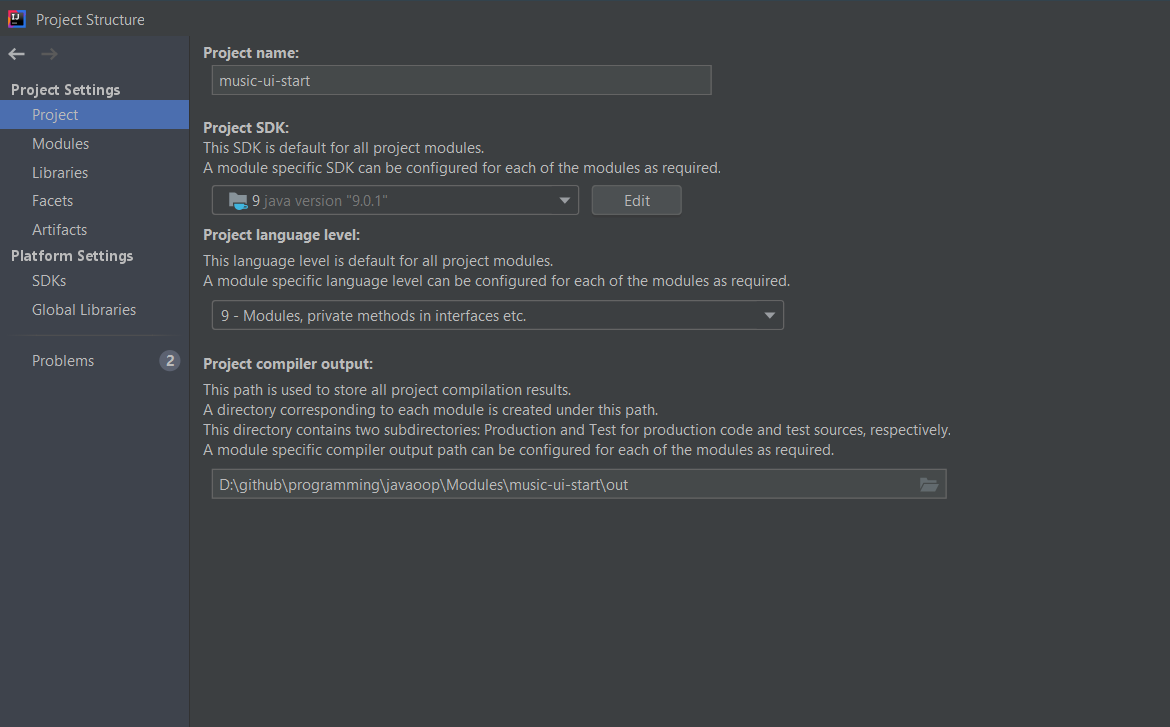 Project Structure
Project Settings
Project
Modules
Libraries
Facets
Artifacts
Platform Settings
SDKs
Global Libraries
Problems 2
Project name:
music-ui-start
Project SDK:
This SDK is default for all project modules.
A module specific SDK can be configured for each of the modules as required.
9 java version "9.0.1" Edit
Project language level:
This language level is default for all project modules.
A module specific language level can be configured for each of the modules as required.
9 - Modules, private methods in interfaces etc.
Project compiler output:
This path is used to store all project compilation results.
A directory corresponding to each module is created under this path.
This directory contains two subdirectories: Production and Test for production code and test sources, respectively.
A module specific compiler output path can be configured for each of the modules as required.
D:\github\programming\javaoop\Modules\music-ui-start\out